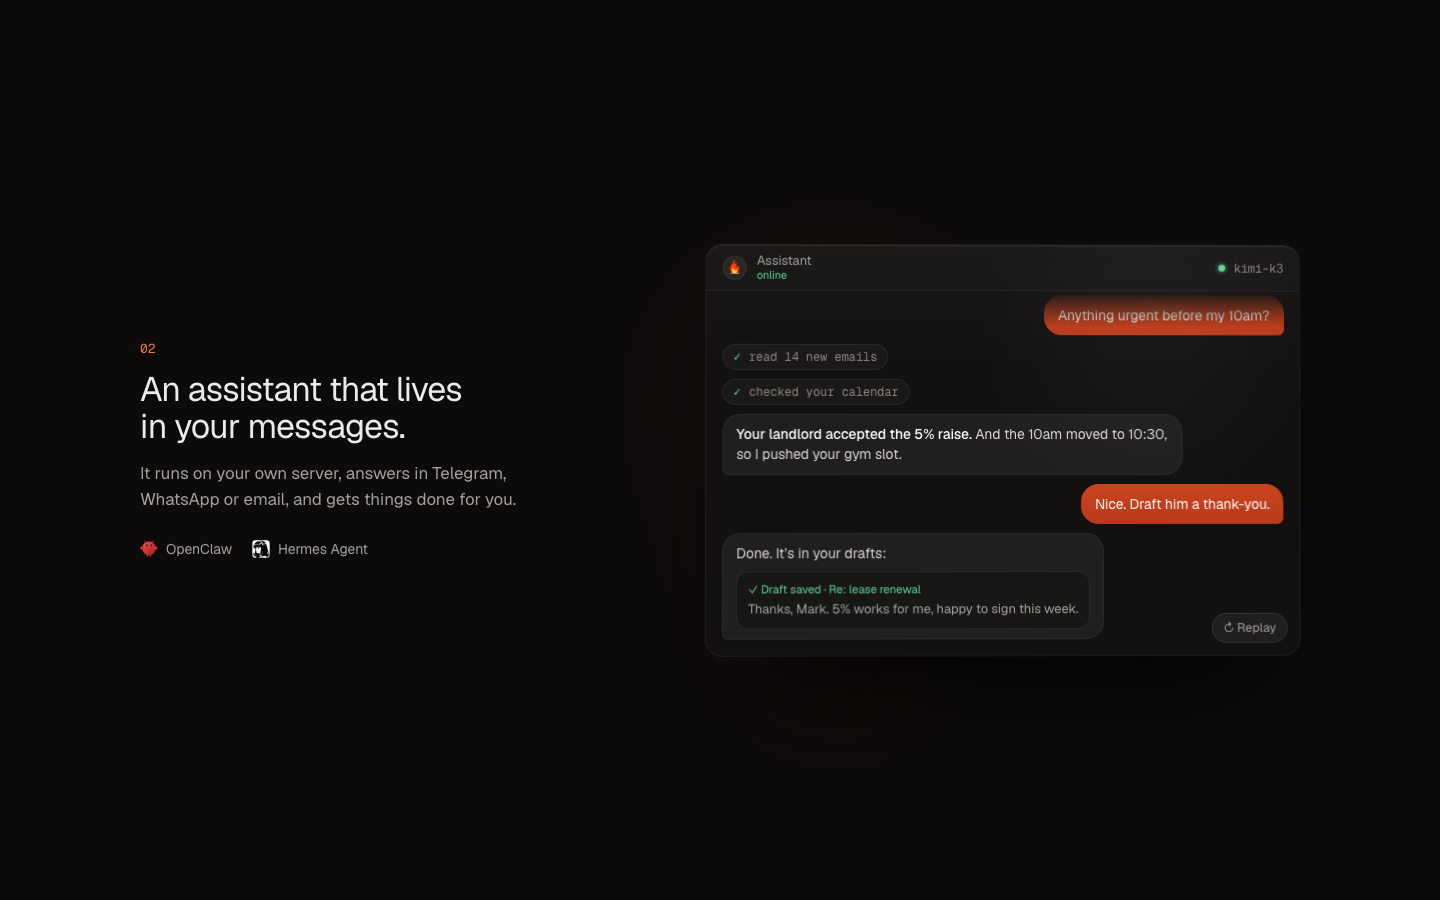 02
An assistant that lives
in your messages.
It runs on your own server, answers in Telegram,
WhatsApp or email, and gets things done for you.
OpenClaw
Hermes Agent
Assistant
online
kimi-k3
Anything urgent before my 10am?
✓ read 14 new emails
✓ checked your calendar
Your landlord accepted the 5% raise. And the 10am moved to 10:30,
so I pushed your gym slot.
Nice. Draft him a thank-you.
Done. It's in your drafts:
✓ Draft saved · Re: lease renewal
Thanks, Mark. 5% works for me, happy to sign this week.
↻ Replay